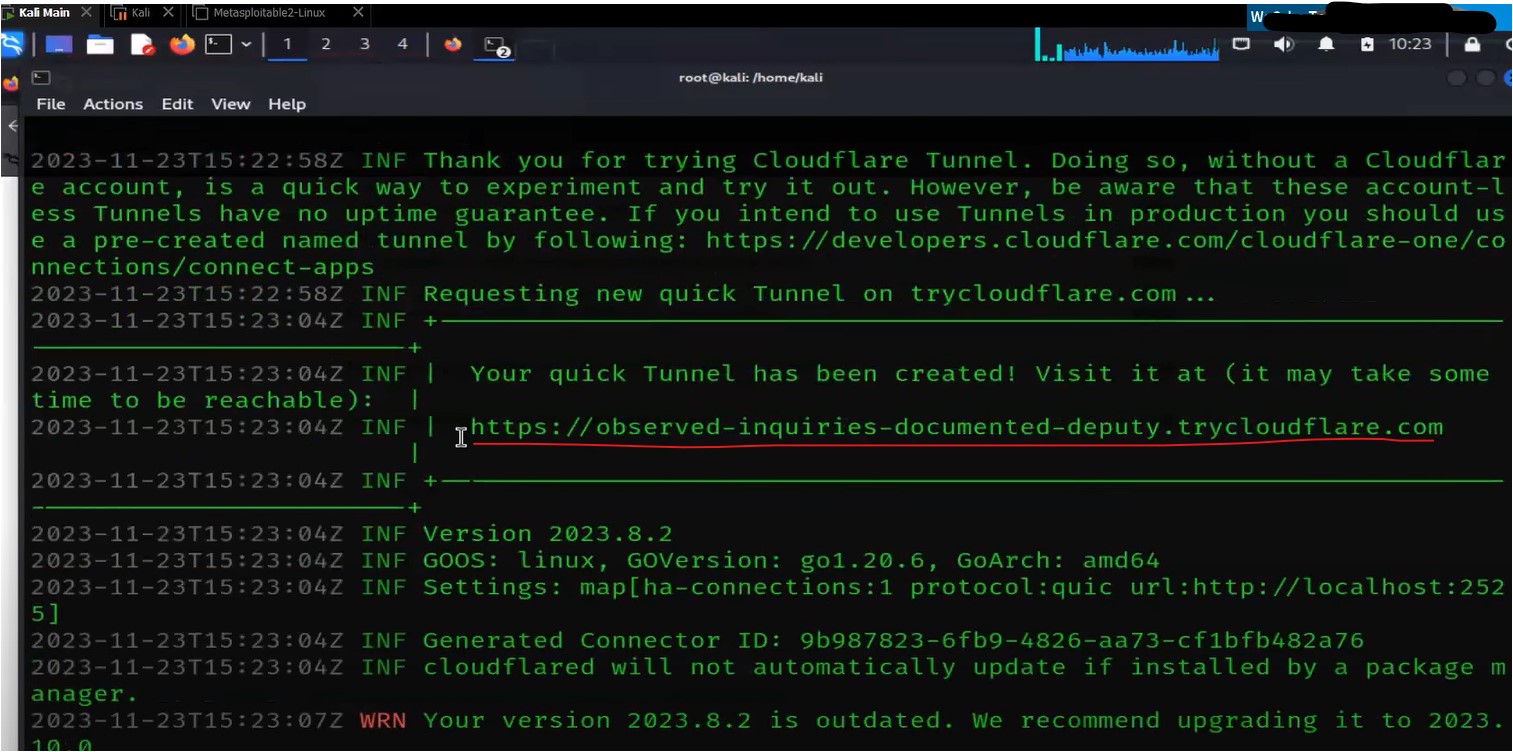 Kali Main
Kali
Metasploitable2-Linux
1 2 3 4
2
10:23
root@kali: /home/kali
File Actions Edit View Help
2023-11-23T15:22:58Z INF Thank you for trying Cloudflare Tunnel. Doing so, without a Cloudflar
e account, is a quick way to experiment and try it out. However, be aware that these account-l
ess Tunnels have no uptime guarantee. If you intend to use Tunnels in production you should us
e a pre-created named tunnel by following: https://developers.cloudflare.com/cloudflare-one/co
nnections/connect-apps
2023-11-23T15:22:58Z INF Requesting new quick Tunnel on trycloudflare.com...
2023-11-23T15:23:04Z INF +
+
2023-11-23T15:23:04Z INF | Your quick Tunnel has been created! Visit it at (it may take some
time to be reachable): |
2023-11-23T15:23:04Z INF | https://observed-inquiries-documented-deputy.trycloudflare.com
|
2023-11-23T15:23:04Z INF +
+
2023-11-23T15:23:04Z INF Version 2023.8.2
2023-11-23T15:23:04Z INF GOOS: linux, GOVersion: go1.20.6, GoArch: amd64
2023-11-23T15:23:04Z INF Settings: map[ha-connections:1 protocol:quic url:http://localhost:252
5]
2023-11-23T15:23:04Z INF Generated Connector ID: 9b987823-6fb9-4826-aa73-cf1bfb482a76
2023-11-23T15:23:04Z INF cloudflared will not automatically update if installed by a package m
anager.
2023-11-23T15:23:07Z WRN Your version 2023.8.2 is outdated. We recommend upgrading it to 2023.
10.0